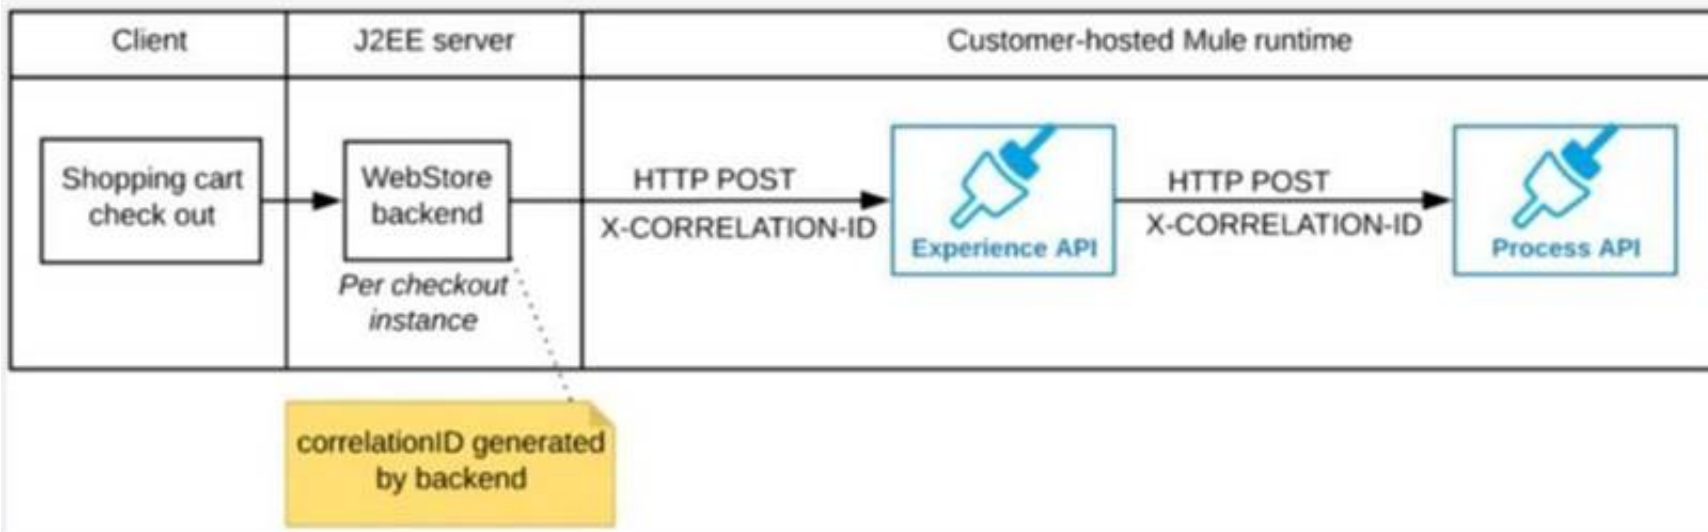 Client
J2EE server
Customer-hosted Mule runtime
Shopping cart
check out
WebStore
backend
Per checkout
instance
HTTP POST
X-CORRELATION-ID
Experience API
HTTP POST
X-CORRELATION-ID
Process API
correlationID generated
by backend